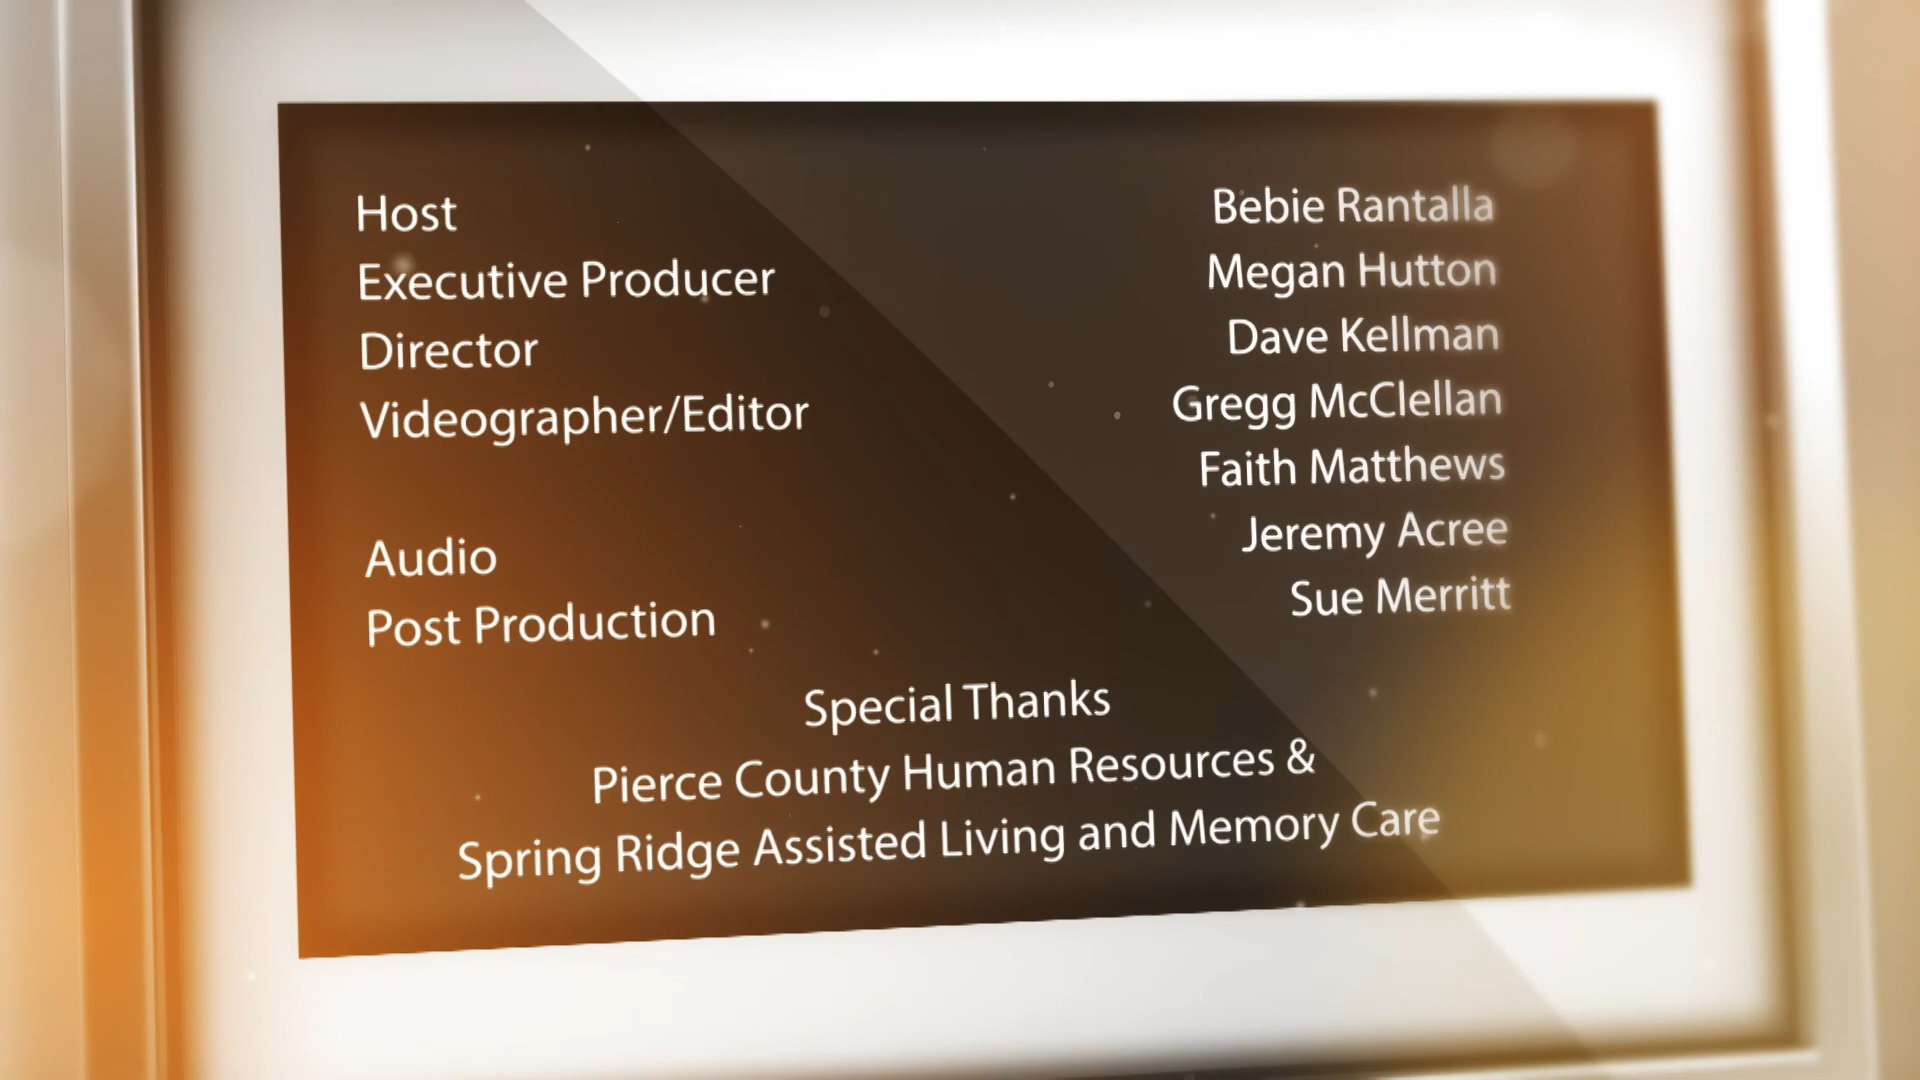 Host Bebie Rantalla
Executive Producer Megan Hutton
Director Dave Kellman
Videographer/Editor Gregg McClellan
Faith Matthews
Audio Jeremy Acree
Post Production Sue Merritt
Special Thanks
Pierce County Human Resources &
Spring Ridge Assisted Living and Memory Care